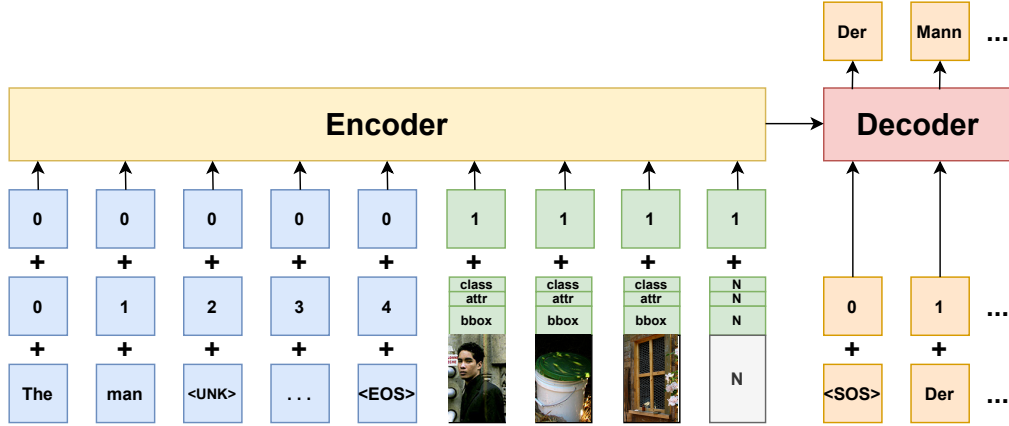 Der Mann ...
Encoder Decoder
0 0 0 0 0 1 1 1 1
+ + + + + + + + +
class class class N
attr attr attr N
bbox bbox bbox N
0 1 2 3 4 0 1 ...
+ + + + + + +
The man <UNK> . . . <EOS> N <SOS> Der ...